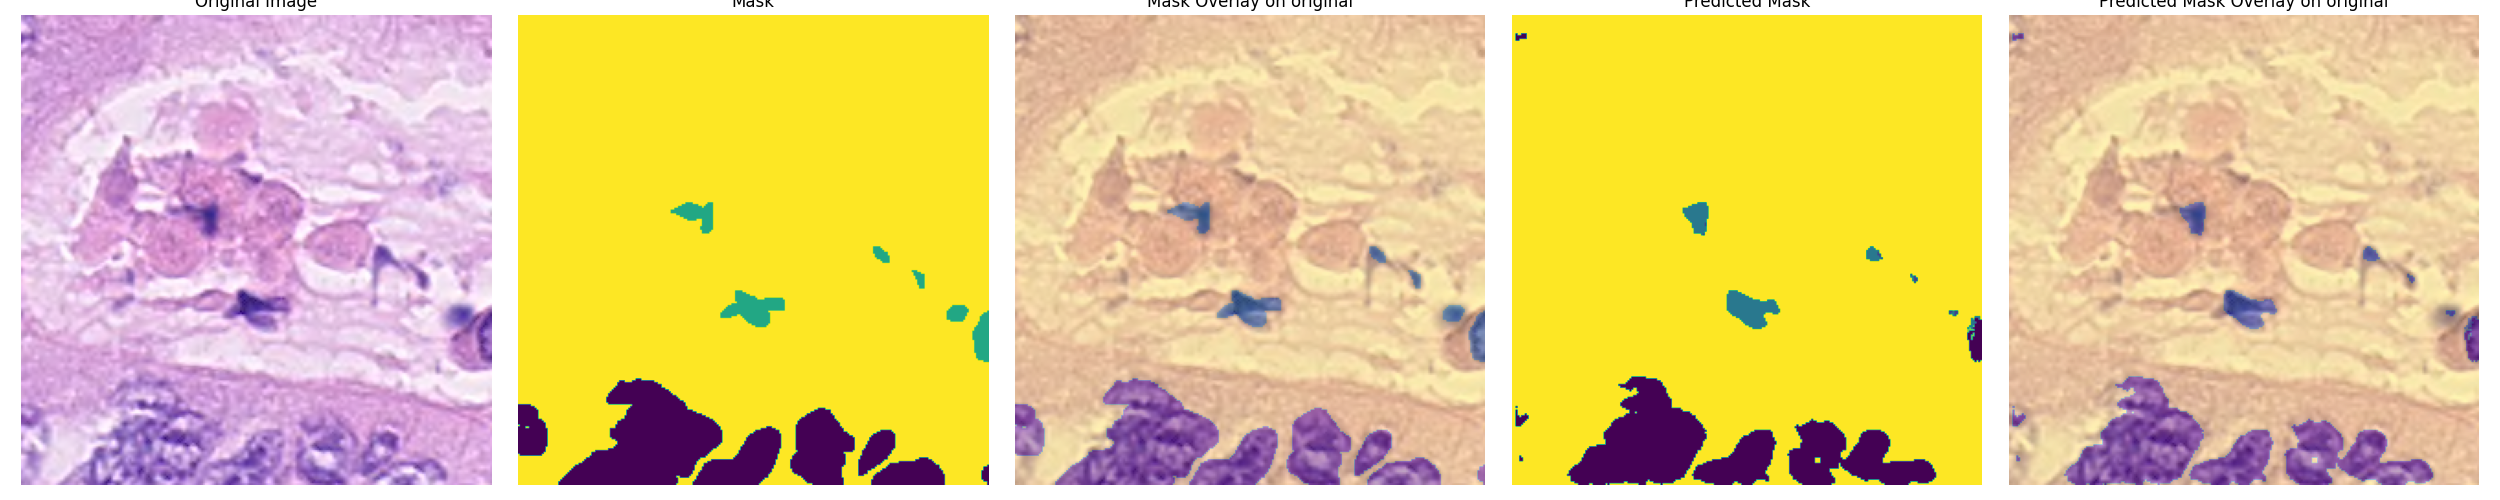 Original Image
Mask
Mask Overlay on original
Predicted Mask
Predicted Mask Overlay on original